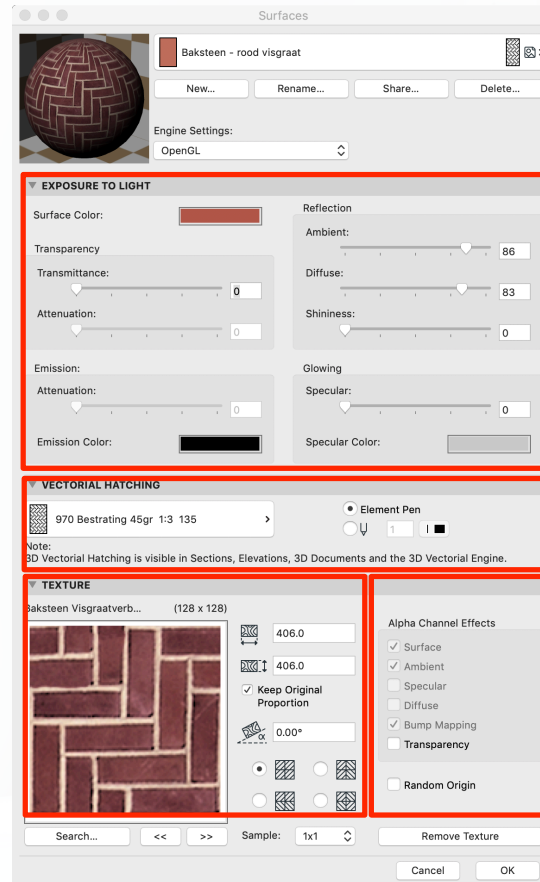 Surfaces
Baksteen - rood visgraat
New... Rename... Share... Delete...
Engine Settings:
OpenGL
EXPOSURE TO LIGHT
Surface Color:
Transparency
Transmittance:
0
Attenuation:
0
Reflection
Ambient:
86
Diffuse:
83
Shininess:
0
Emission:
Attenuation:
0
Emission Color:
Glowing
Specular:
0
Specular Color:
VECTORIAL HATCHING
970 Bestrating 45gr 1:3 135
Element Pen
1
Note:
3D Vectorial Hatching is visible in Sections, Elevations, 3D Documents and the 3D Vectorial Engine.
TEXTURE
Baksteen Visgraatverb... (128 x 128)
406.0
406.0
Keep Original
Proportion
α 0.00°
Alpha Channel Effects
Surface
Ambient
Specular
Diffuse
Bump Mapping
Transparency
Random Origin
Search... << >> Sample: 1x1 Remove Texture
Cancel OK